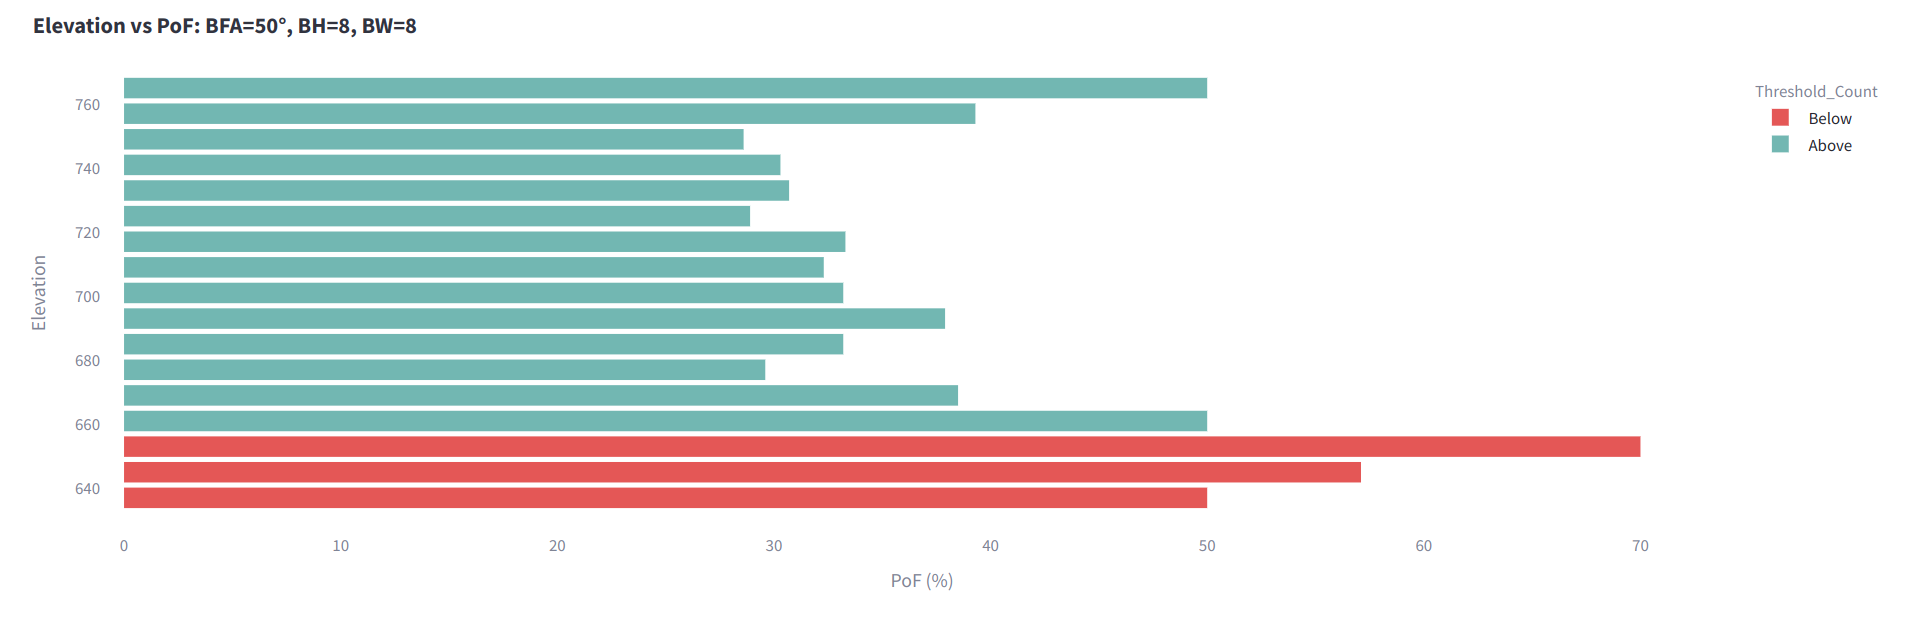 Elevation vs PoF: BFA=50°, BH=8, BW=8
Threshold_Count
Below
Above
Elevation
760
740
720
700
680
660
640
0 10 20 30 40 50 60 70
PoF (%)